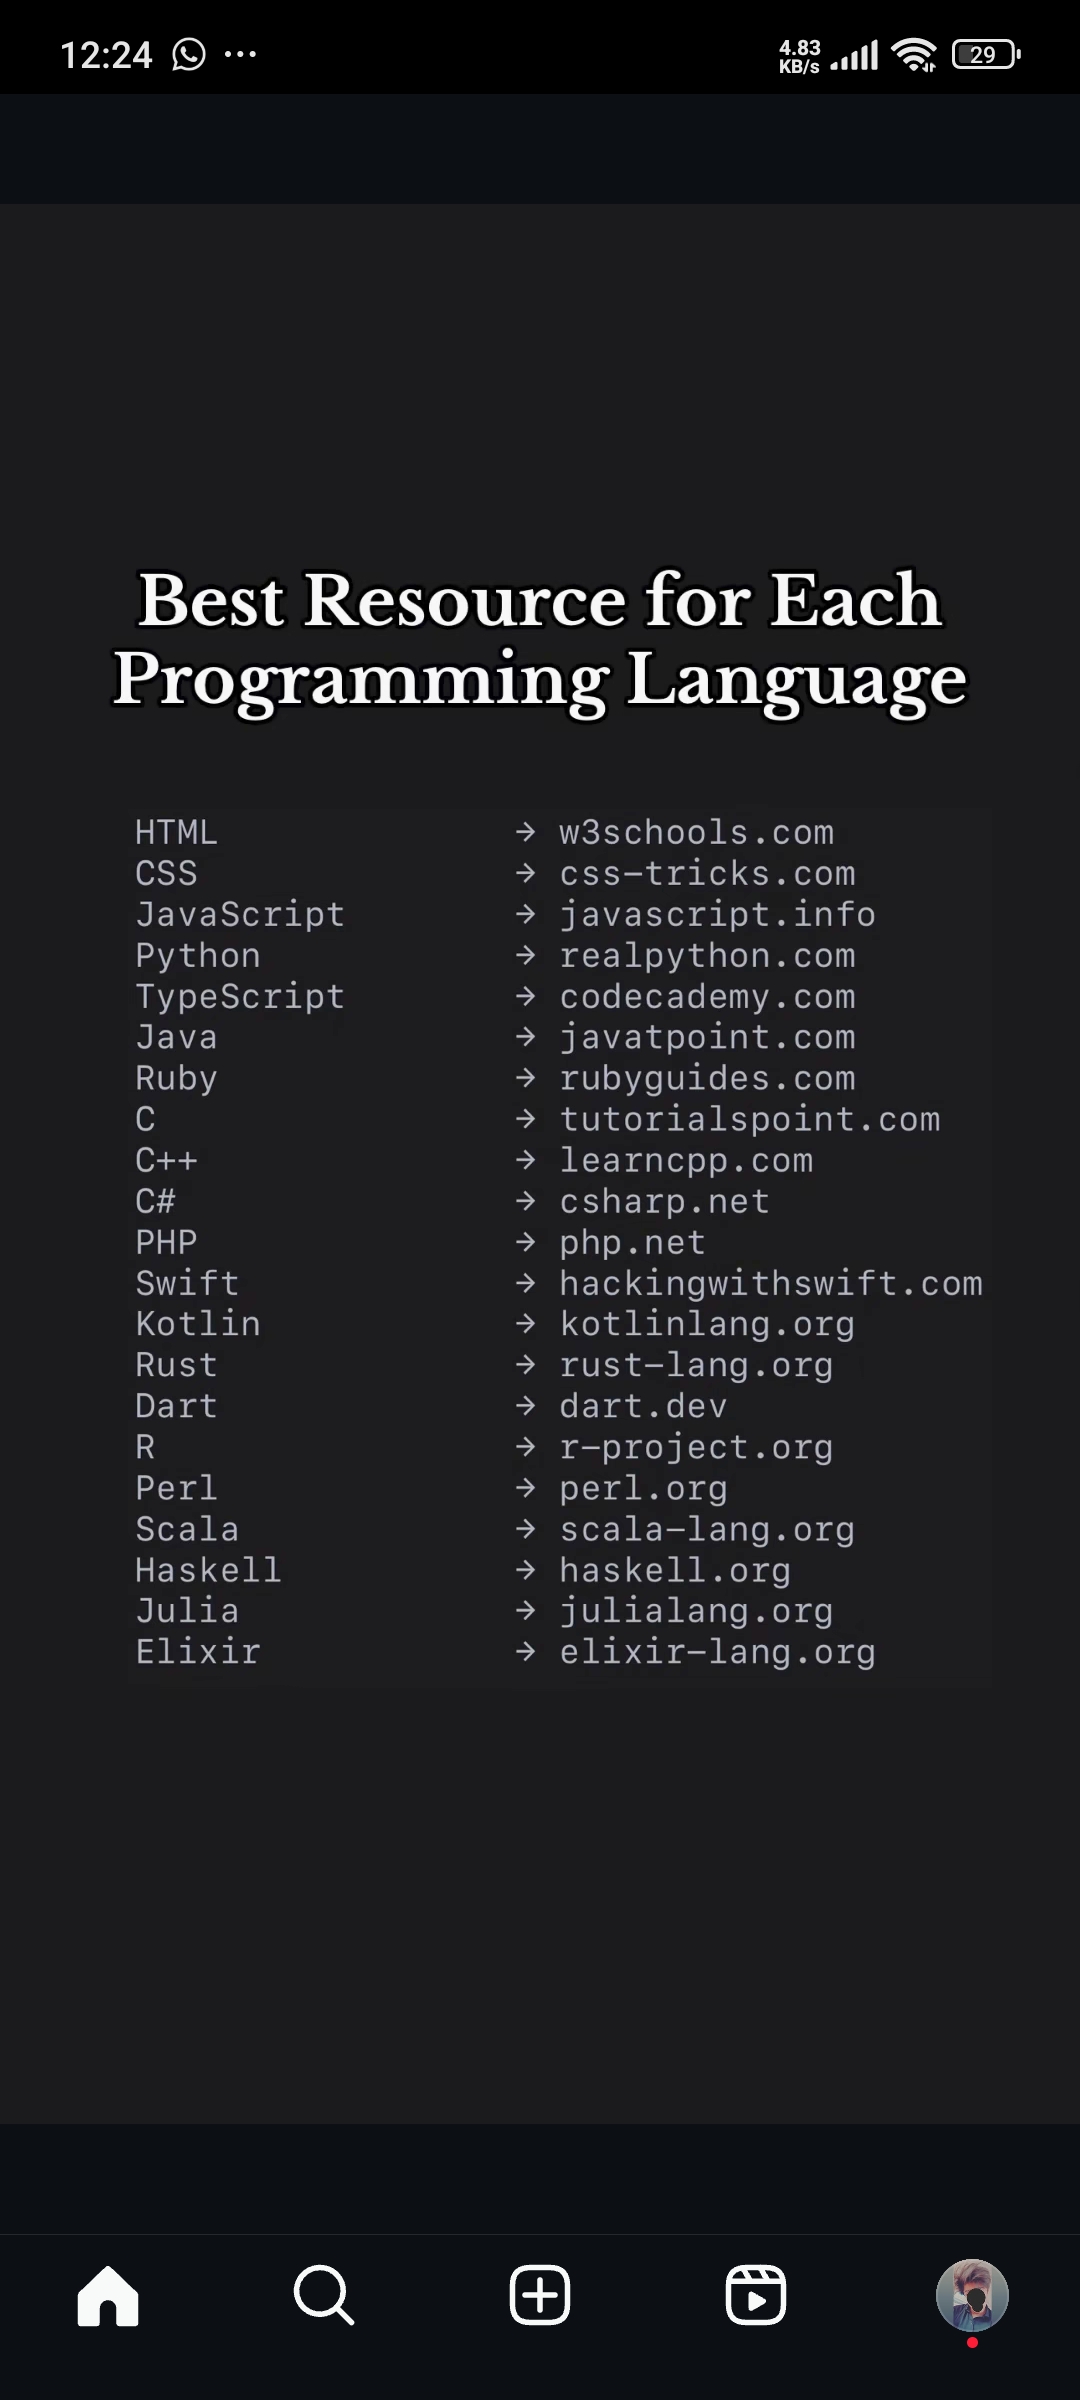 12:24
4.83
KB/s
29
Best Resource for Each
Programming Language
HTML → w3schools.com
CSS → css-tricks.com
JavaScript → javascript.info
Python → realpython.com
TypeScript → codecademy.com
Java → javatpoint.com
Ruby → rubyguides.com
C → tutorialspoint.com
C++ → learncpp.com
C# → csharp.net
PHP → php.net
Swift → hackingwithswift.com
Kotlin → kotlinlang.org
Rust → rust-lang.org
Dart → dart.dev
R → r-project.org
Perl → perl.org
Scala → scala-lang.org
Haskell → haskell.org
Julia → julialang.org
Elixir → elixir-lang.org